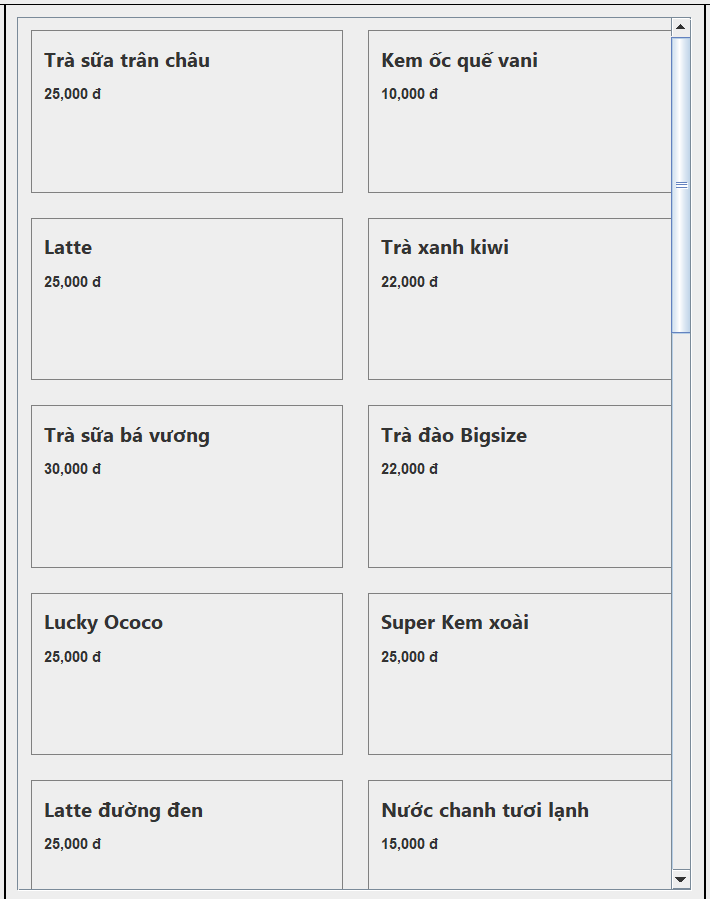 Trà sữa trân châu
25,000 đ
Kem ốc quế vani
10,000 đ
Latte
25,000 đ
Trà xanh kiwi
22,000 đ
Trà sữa bá vương
30,000 đ
Trà đào Bigsize
22,000 đ
Lucky Ococo
25,000 đ
Super Kem xoài
25,000 đ
Latte đường đen
25,000 đ
Nước chanh tươi lạnh
15,000 đ